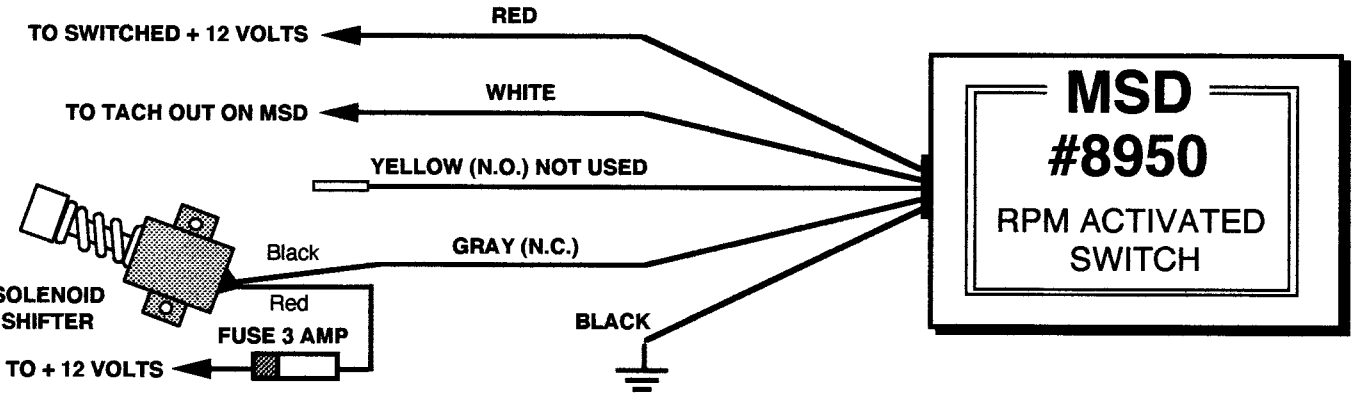 RED
TO SWITCHED + 12 VOLTS
WHITE
TO TACH OUT ON MSD
YELLOW (N.O.) NOT USED
GRAY (N.C.)
Black
Red
SOLENOID
SHIFTER
FUSE 3 AMP
TO + 12 VOLTS
BLACK
MSD
#8950
RPM ACTIVATED
SWITCH